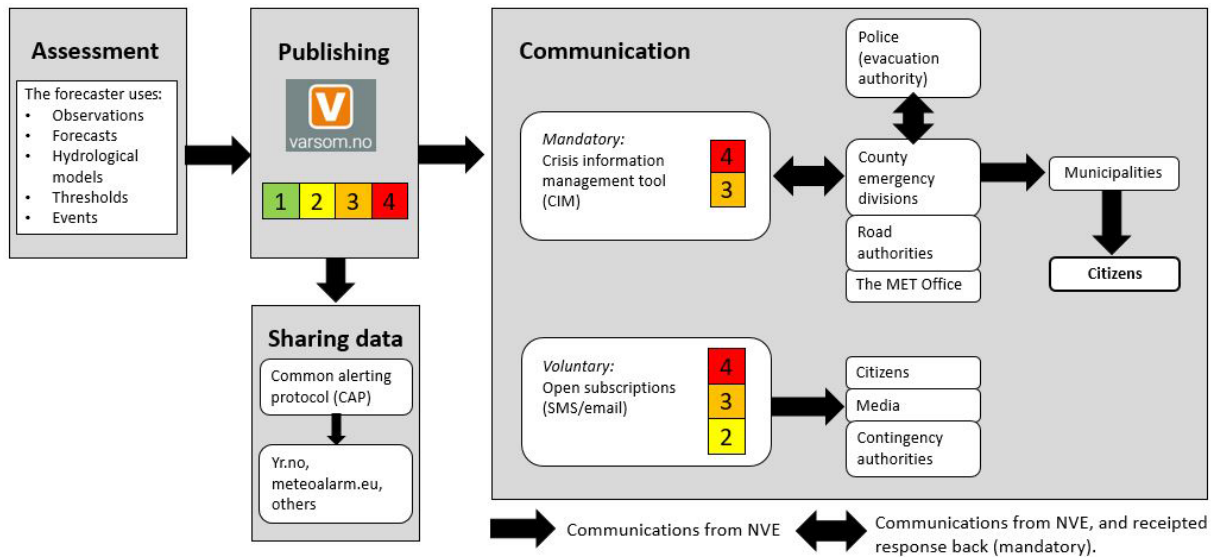 Assessment
The forecaster uses:
• Observations
• Forecasts
• Hydrological
models
• Thresholds
• Events
Publishing
V
varsom.no
1 2 3 4
Sharing data
Common alerting
protocol (CAP)
Yr.no,
meteoalarm.eu,
others
Communication
Mandatory:
Crisis information
management tool
(CIM)
4
3
Police
(evacuation
authority)
County
emergency
divisions
Road
authorities
The MET Office
Municipalities
Citizens
Voluntary:
Open subscriptions
(SMS/email)
4
3
2
Citizens
Media
Contingency
authorities
Communications from NVE
Communications from NVE, and receipted
response back (mandatory).